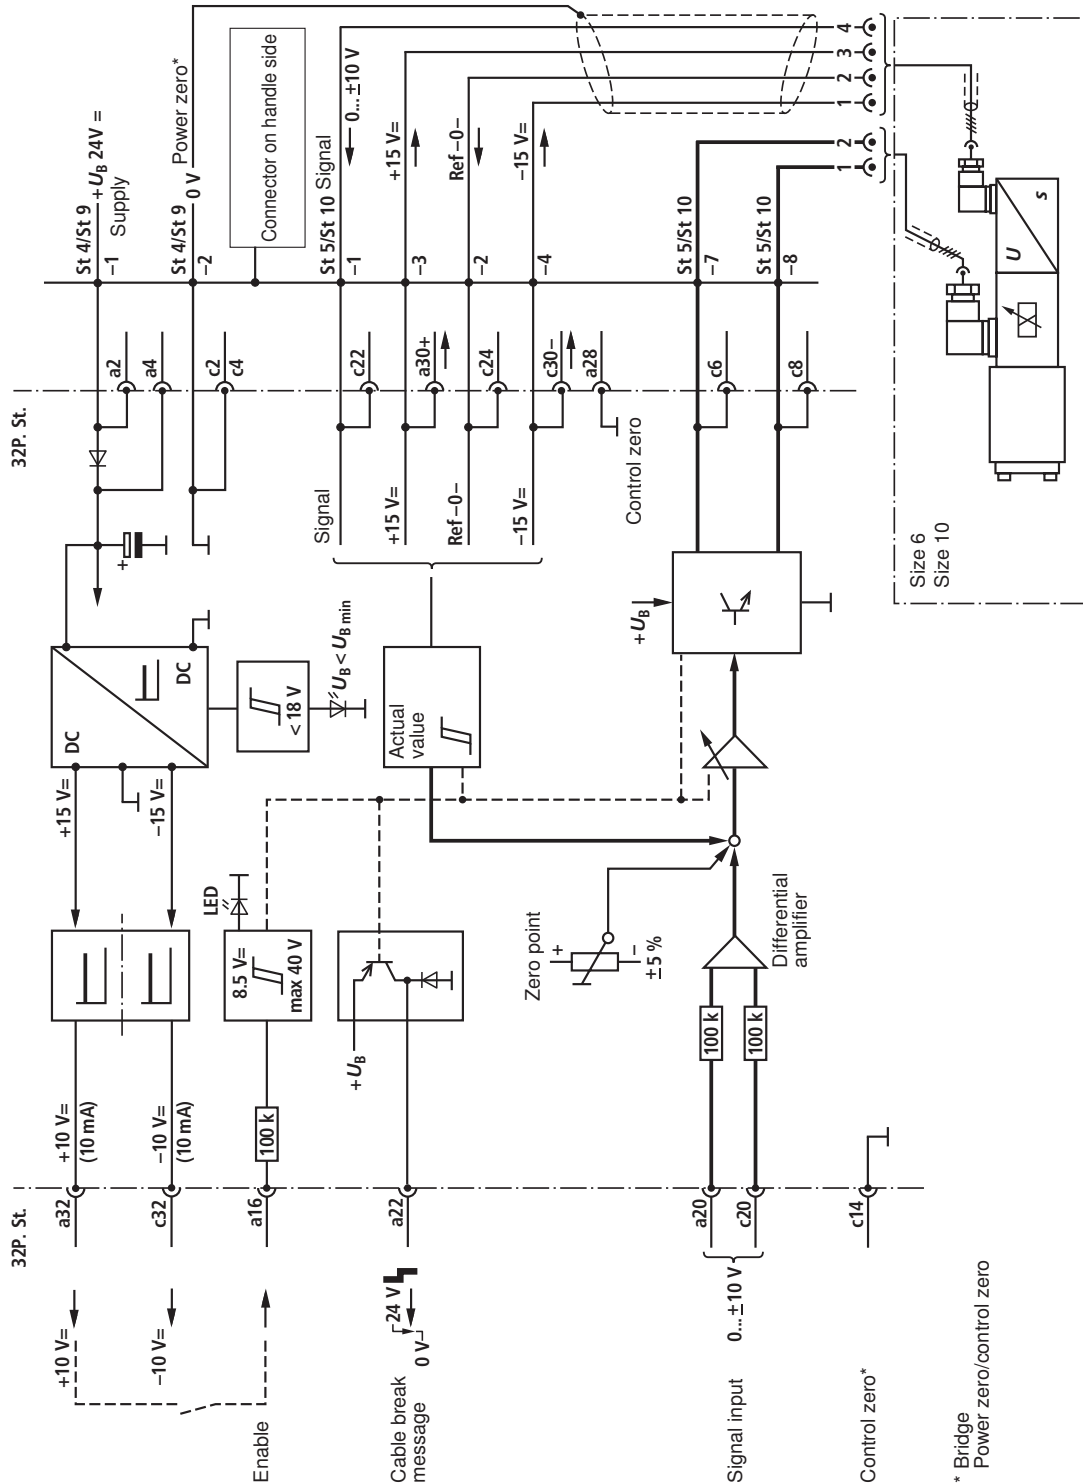 32P. St.
32P. St.
+10 V=
–10 V=
Enable
Cable break
message
24 V
0 V
Signal input
0... ±10 V
Control zero*
* Bridge
Power zero/control zero
a32
c32
a16
a22
a20
c20
c14
+10 V=
(10 mA)
–10 V=
(10 mA)
100 k
100 k
100 k
8.5 V=
max 40 V
LED
+UB
Zero point
+
–
±5 %
Differential
amplifier
+15 V=
–15 V=
DC
DC
< 18 V
UB < UB min
Actual
value
+UB
+
Signal
+15 V=
Ref –0–
–15 V=
Control zero
a2
a4
c2
c4
c22
a30+
c24
c30–
a28
c6
c8
St 4/St 9
–1
+UB 24V =
Supply
St 4/St 9
–2
0 V
Power zero*
Connector on handle side
St 5/St 10
–1
Signal
0... ±10 V
–3
+15 V=
–2
Ref –0–
–4
–15 V=
St 5/St 10
–7
St 5/St 10
–8
4
3
2
1
2
1
Size 6
Size 10
U
S